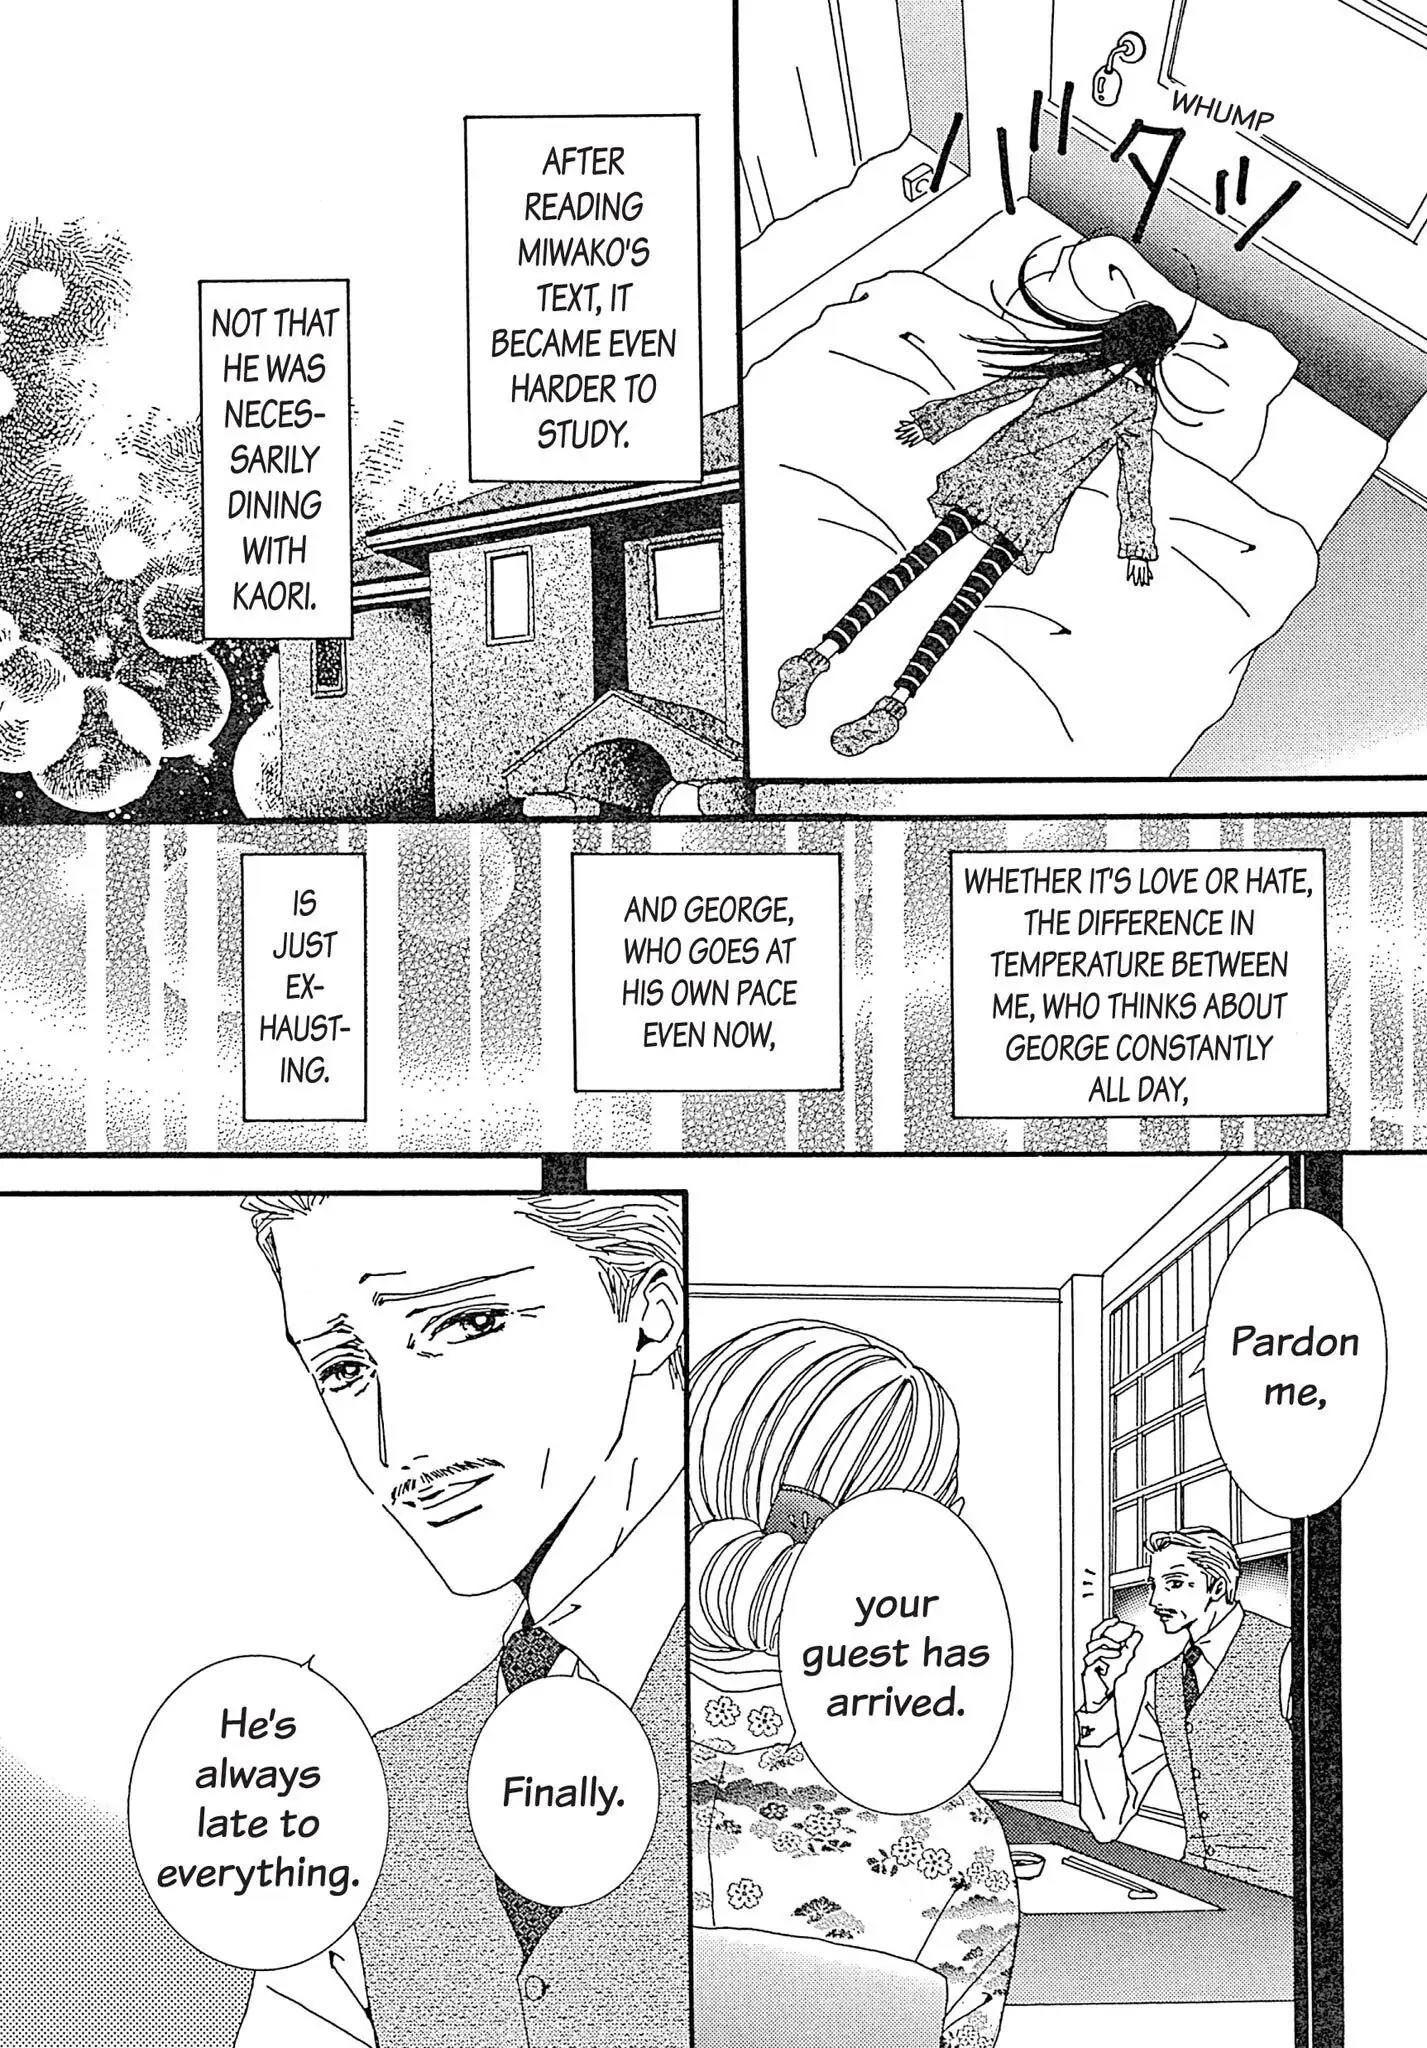 WHUMP
バタッ
AFTER
READING
MIWAKO'S
TEXT, IT
BECAME EVEN
HARDER TO
STUDY.
NOT THAT
HE WAS
NECES-
SARILY
DINING
WITH
KAORI.
WHETHER IT'S LOVE OR HATE,
THE DIFFERENCE IN
TEMPERATURE BETWEEN
ME, WHO THINKS ABOUT
GEORGE CONSTANTLY
ALL DAY,
AND GEORGE,
WHO GOES AT
HIS OWN PACE
EVEN NOW,
IS
JUST
EX-
HAUST-
ING.
Pardon
me,
your
guest has
arrived.
Finally.
He's
always
late to
everything.